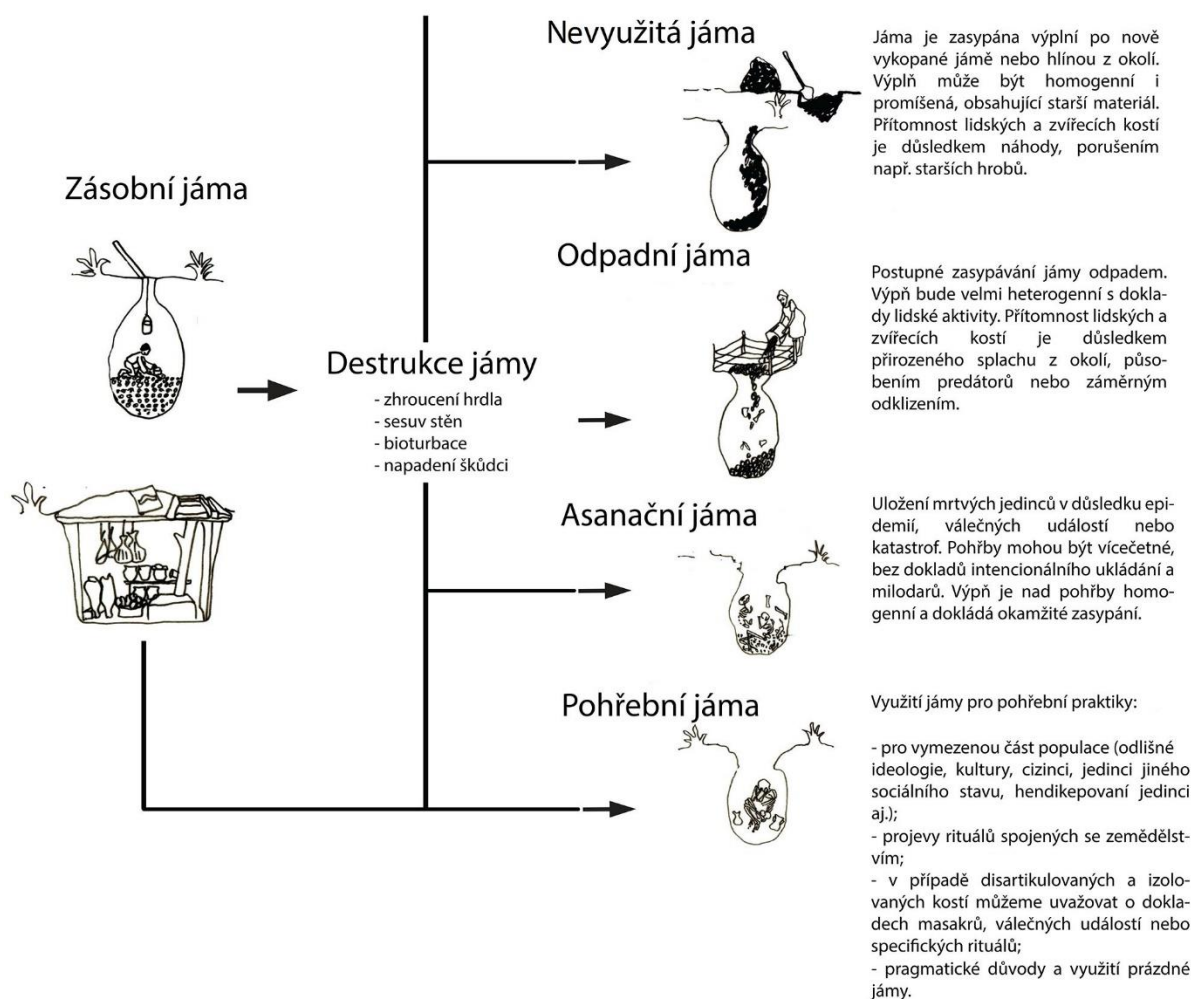 Nevyužitá jáma
Jáma je zasypána výplní po nově
vykopané jámě nebo hlínou z okolí.
Výplň může být homogenní i
promíšená, obsahující starší materiál.
Přítomnost lidských a zvířecích kostí
je důsledkem náhody, porušením
např. starších hrobů.
Zásobní jáma
Odpadní jáma
Postupné zasypávání jámy odpadem.
Výpň bude velmi heterogenní s dokla-
dy lidské aktivity. Přítomnost lidských a
zvířecích kostí je důsledkem
přirozeného splachu z okolí, půso-
bením predátorů nebo záměrným
odklizením.
Destrukce jámy
- zhroucení hrdla
- sesuv stěn
- bioturbace
- napadení škůdci
Asanační jáma
Uložení mrtvých jedinců v důsledku epi-
demií, válečných událostí nebo
katastrof. Pohřby mohou být vícečetné,
bez dokladů intencionálního ukládání a
milodarů. Výpň je nad pohřby homo-
genní a dokládá okamžité zasypání.
Pohřební jáma
Využití jámy pro pohřební praktiky:
- pro vymezenou část populace (odlišné
ideologie, kultury, cizinci, jedinci jiného
sociálního stavu, hendikepovaní jedinci
aj.);
- projevy rituálů spojených se zemědělst-
vím;
- v případě disartikulovaných a izolo-
vaných kostí můžeme uvažovat o dokla-
dech masakrů, válečných událostí nebo
specifických rituálů;
- pragmatické důvody a využití prázdné
jámy.